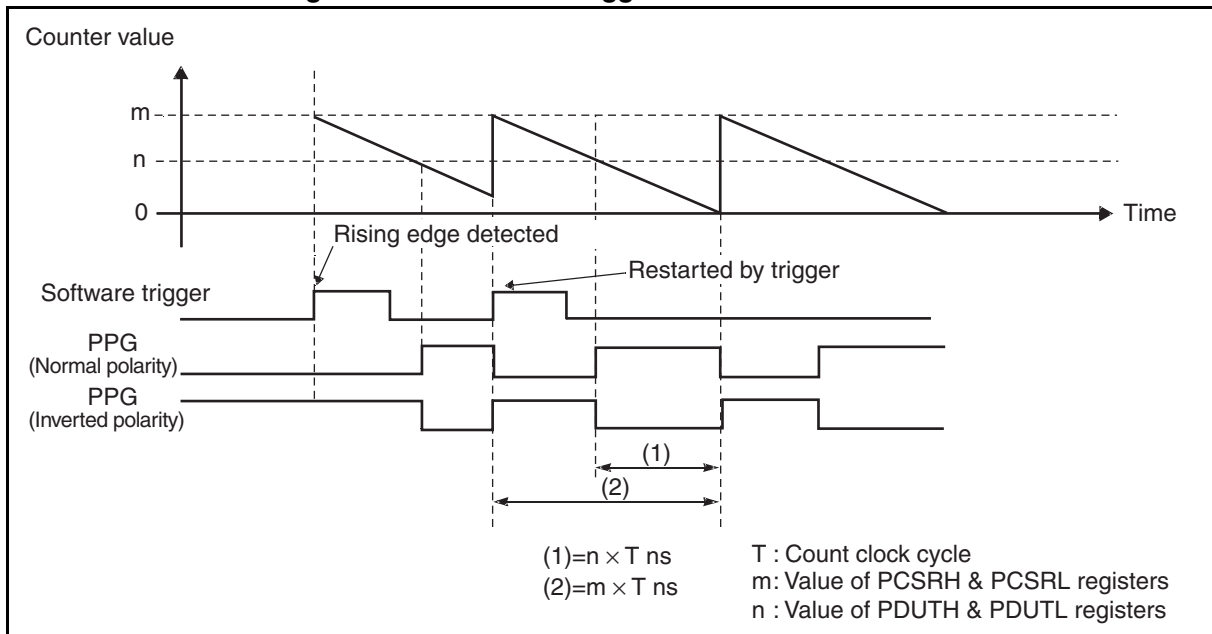 Counter value
m
n
0
Time
Rising edge detected
Restarted by trigger
Software trigger
PPG
(Normal polarity)
PPG
(Inverted polarity)
(1)
(2)
(1)=n × T ns
(2)=m × T ns
T : Count clock cycle
m: Value of PCSRH & PCSRL registers
n : Value of PDUTH & PDUTL registers